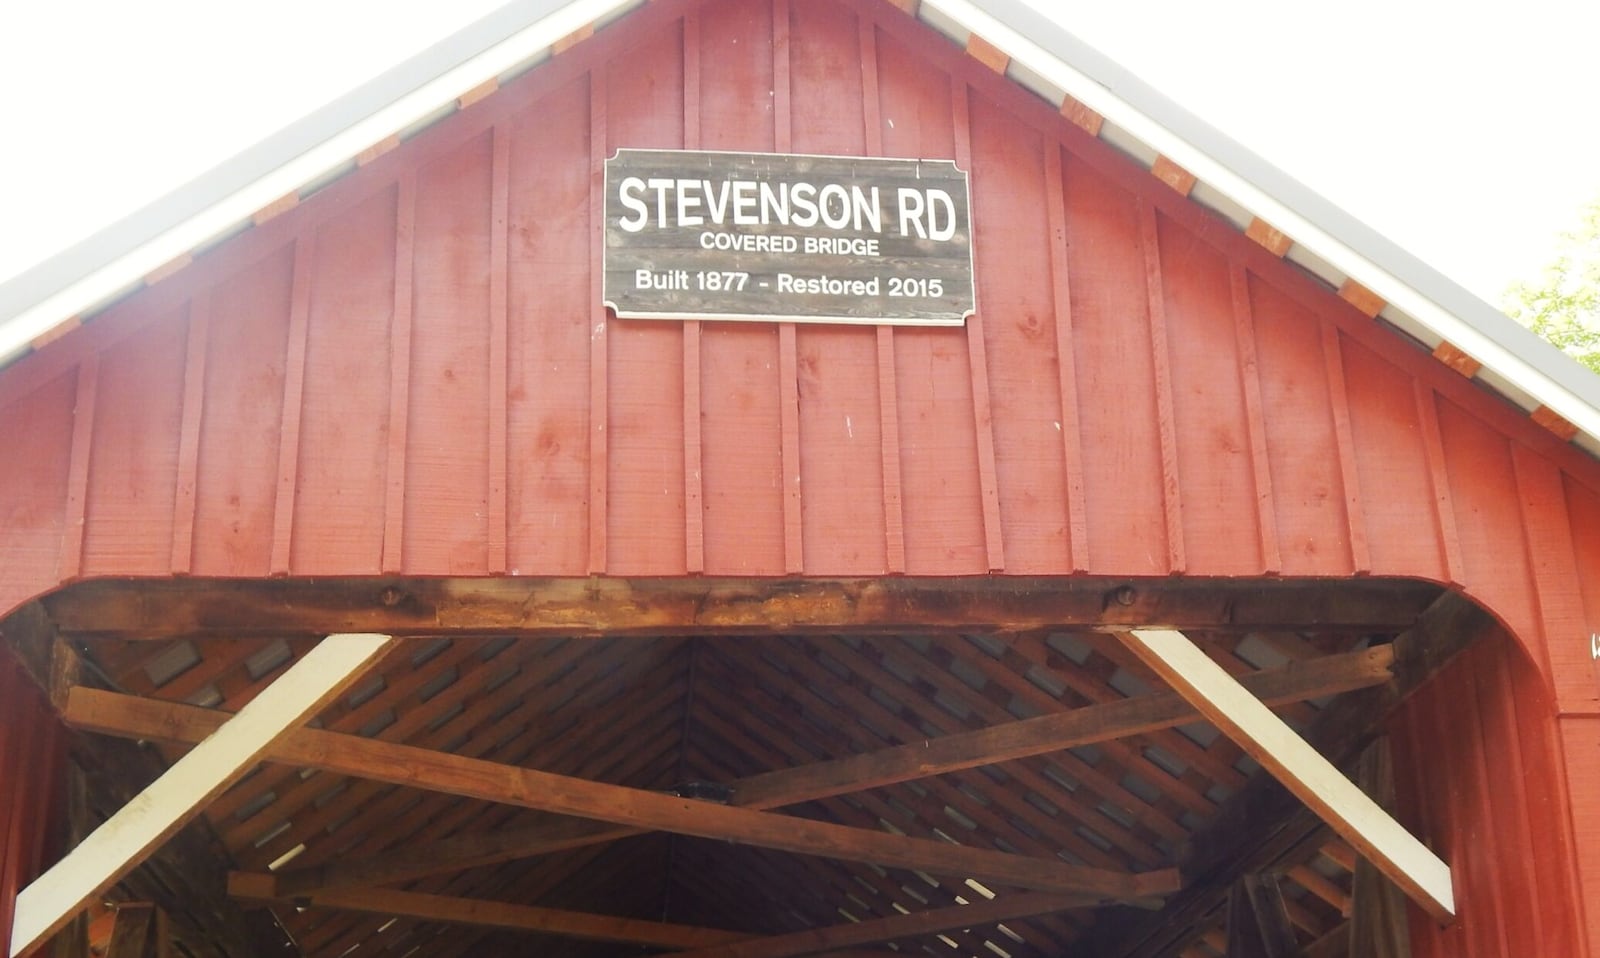 STEVENSON RD
COVERED BRIDGE
Built 1877 - Restored 2015